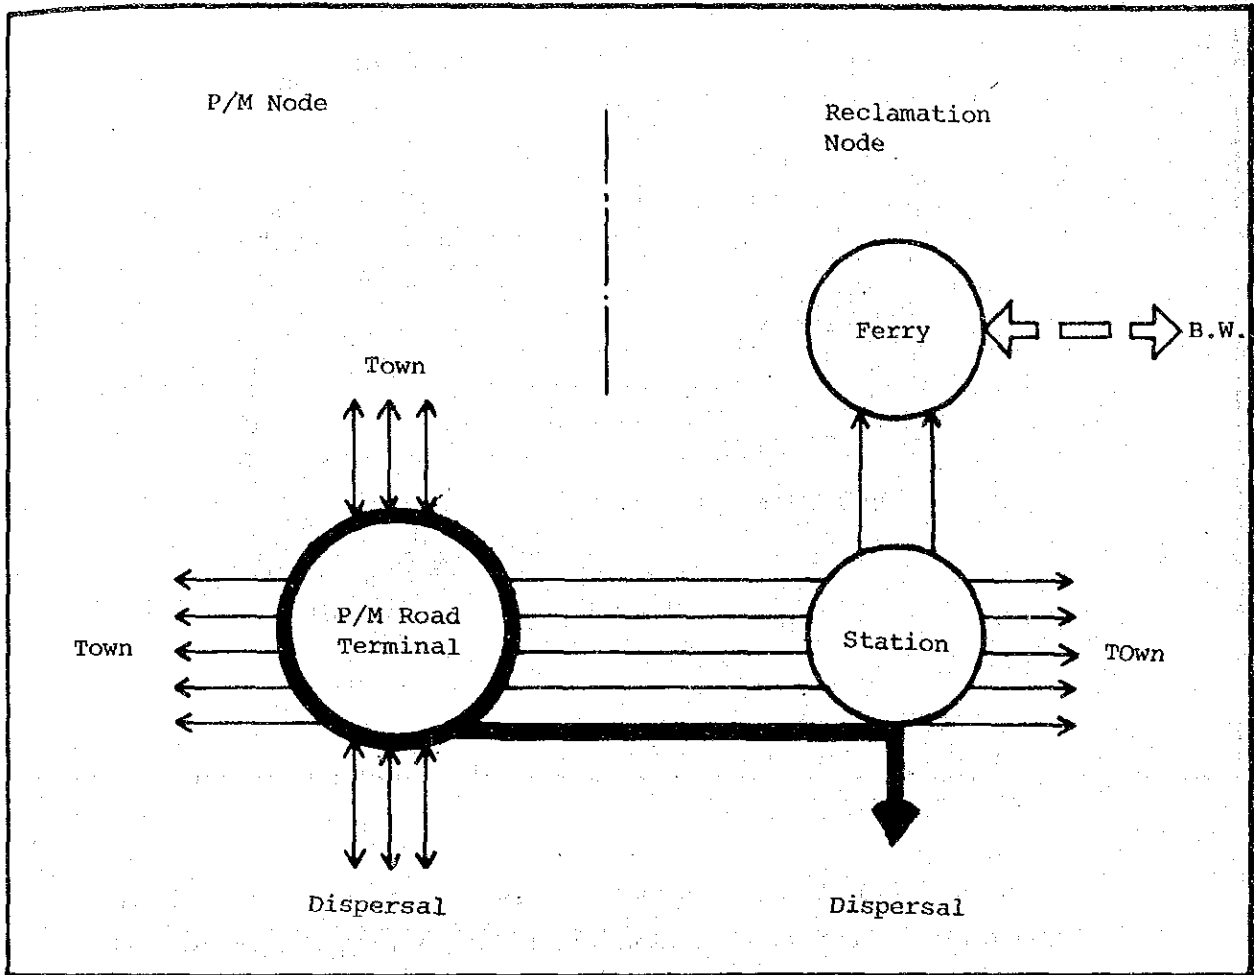 P/M Node
Reclamation
Node
Ferry
B.W.
Town
P/M Road
Terminal
Station
Town
TOwn
Dispersal
Dispersal